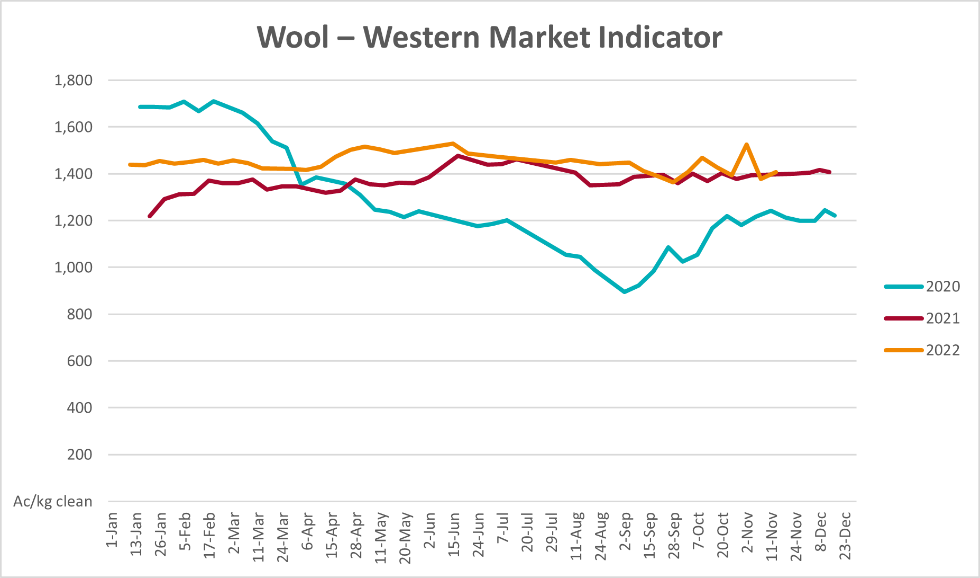 Wool – Western Market Indicator
1,800
1,600
1,400
1,200
1,000
800
600
400
200
Ac/kg clean
1-Jan
13-Jan
26-Jan
5-Feb
17-Feb
2-Mar
11-Mar
24-Mar
6-Apr
15-Apr
28-Apr
11-May
20-May
2-Jun
15-Jun
24-Jun
7-Jul
20-Jul
29-Jul
11-Aug
24-Aug
2-Sep
15-Sep
28-Sep
7-Oct
20-Oct
2-Nov
11-Nov
24-Nov
8-Dec
23-Dec
2020
2021
2022